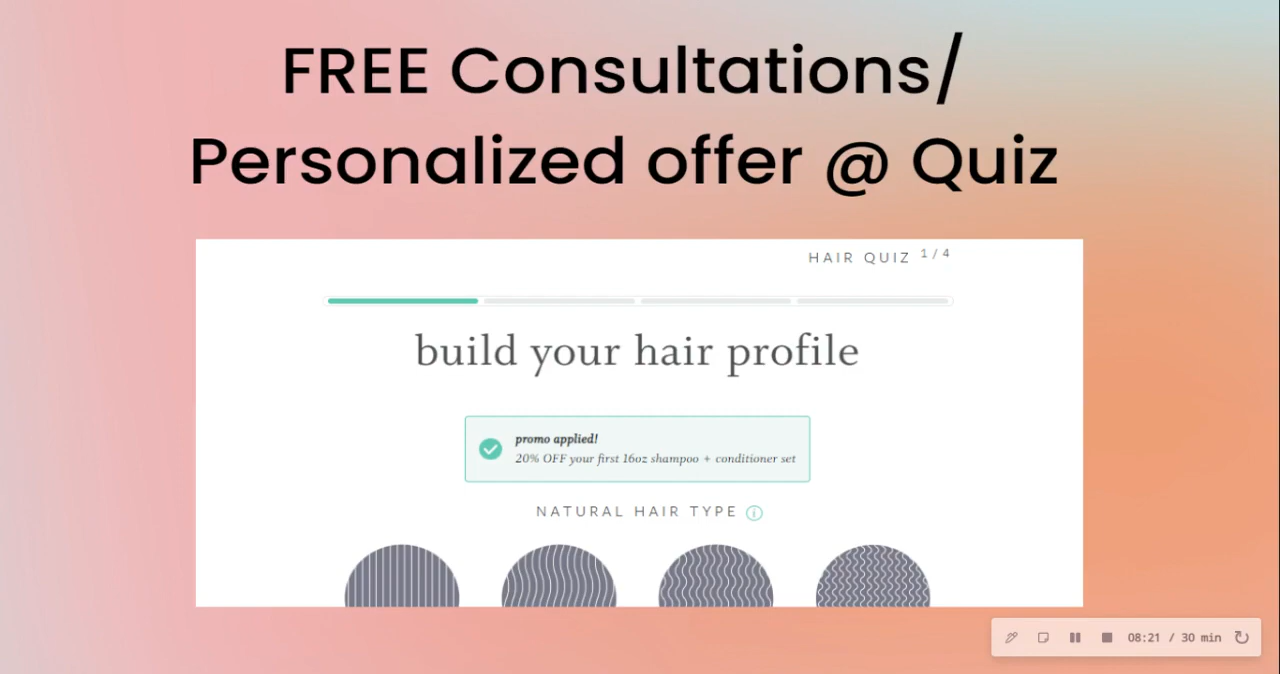 FREE Consultations/
Personalized offer @ Quiz
HAIR QUIZ 1 / 4
build your hair profile
promo applied!
20% OFF your first 16oz shampoo + conditioner set
NATURAL HAIR TYPE
08:21 / 30 min